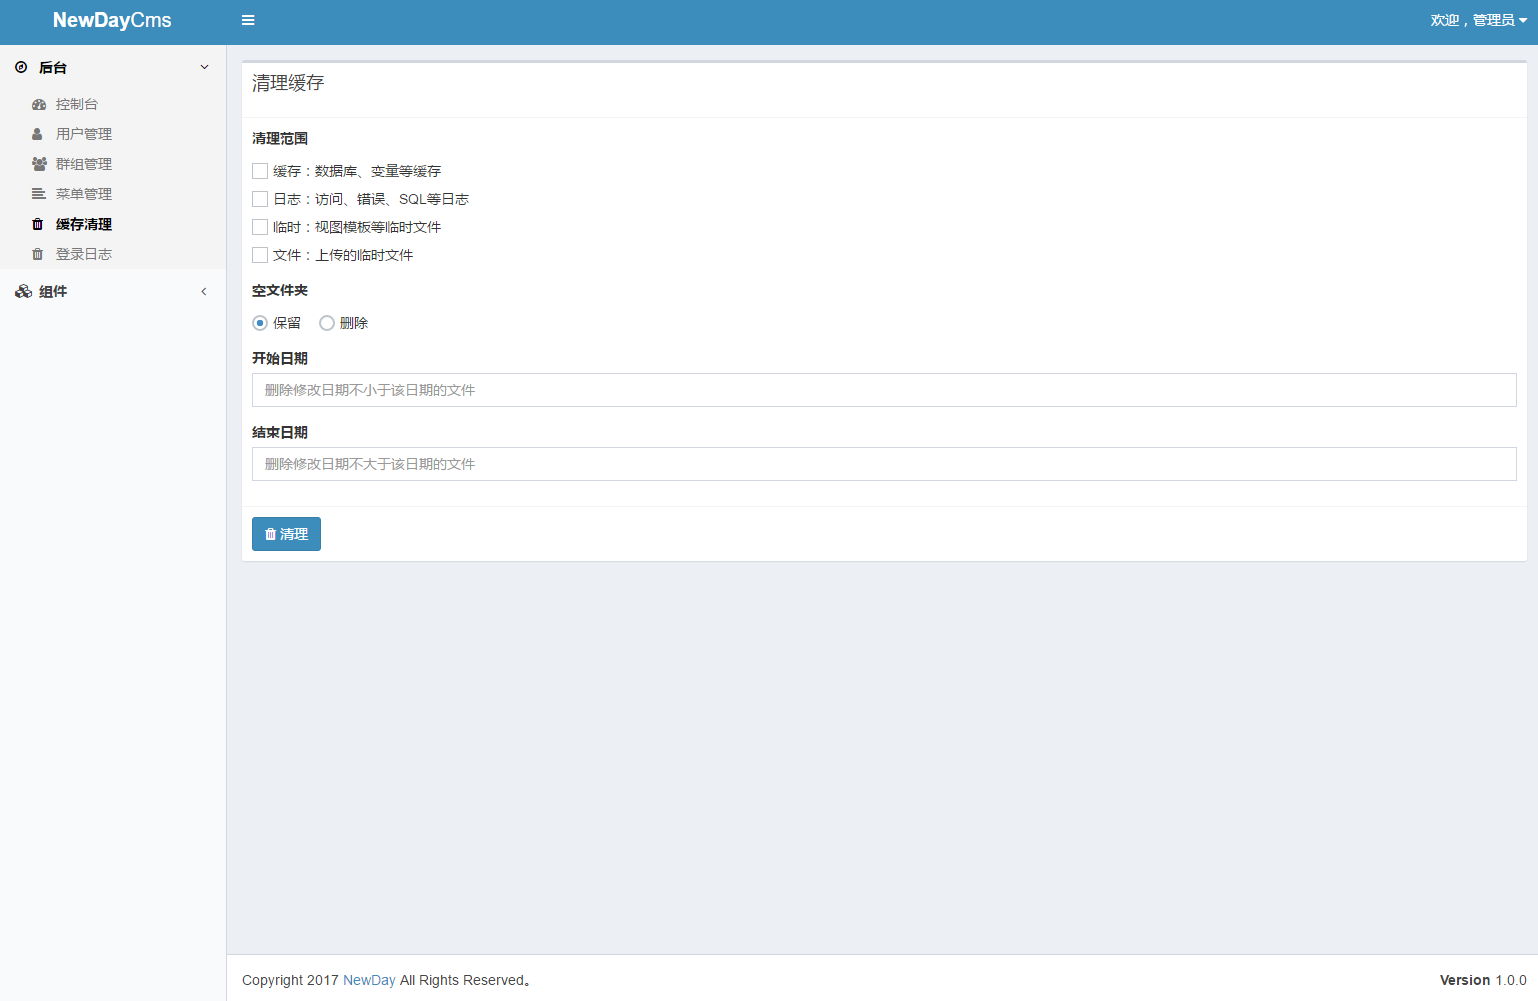 NewDayCms
欢迎，管理员
后台
控制台
用户管理
群组管理
菜单管理
缓存清理
登录日志
组件
清理缓存
清理范围
缓存：数据库、变量等缓存
日志：访问、错误、SQL等日志
临时：视图模板等临时文件
文件：上传的临时文件
空文件夹
保留 删除
开始日期
删除修改日期不小于该日期的文件
结束日期
删除修改日期不大于该日期的文件
清理
Copyright 2017 NewDay All Rights Reserved。
Version 1.0.0